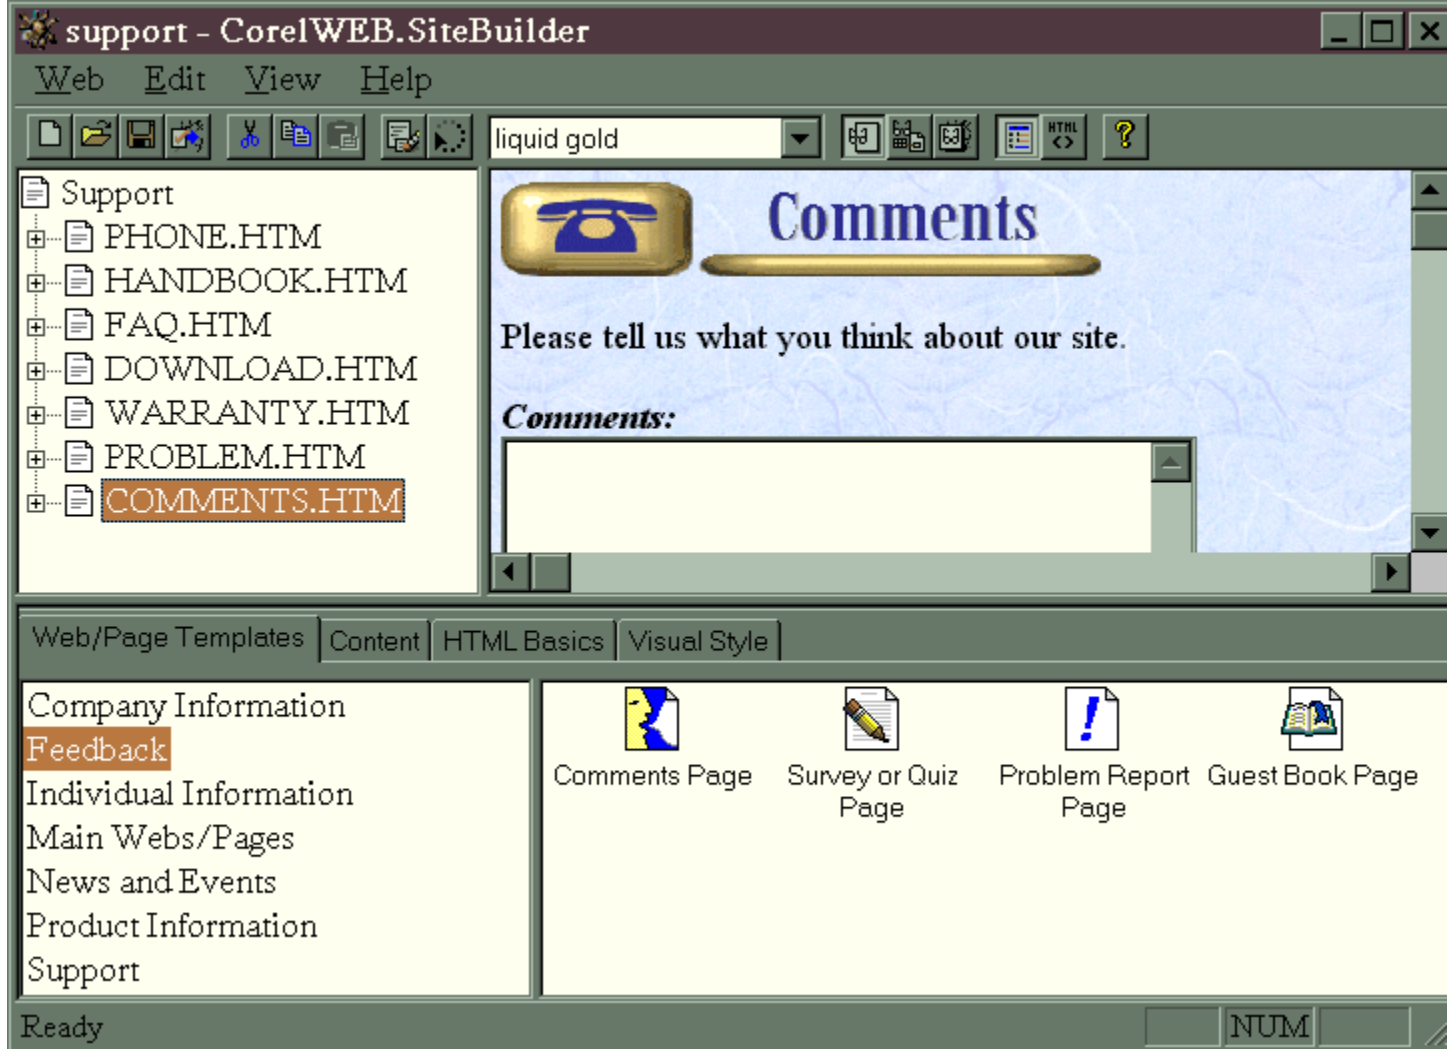 support - CorelWEB.SiteBuilder
Web Edit View Help
liquid gold
HTML
<>
?
Support
PHONE.HTM
HANDBOOK.HTM
FAQ.HTM
DOWNLOAD.HTM
WARRANTY.HTM
PROBLEM.HTM
COMMENTS.HTM
Comments
Please tell us what you think about our site.
Comments:
Web/Page Templates Content HTML Basics Visual Style
Company Information
Feedback
Individual Information
Main Webs/Pages
News and Events
Product Information
Support
Comments Page
Survey or Quiz
Page
Problem Report
Page
Guest Book Page
Ready
NUM